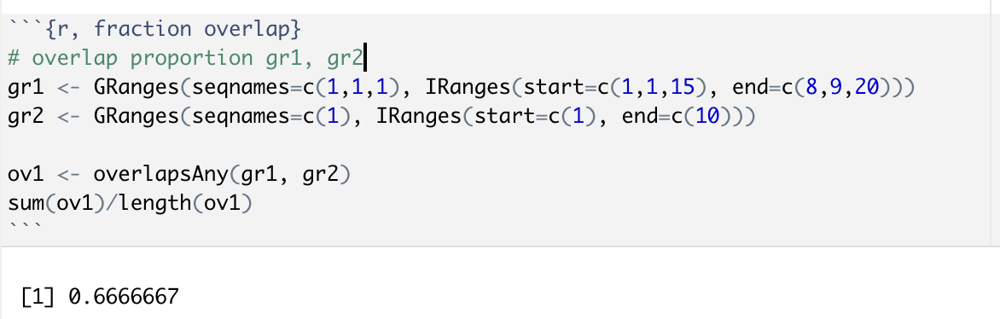 ```{r, fraction overlap}
# overlap proportion gr1, gr2
gr1 <- GRanges(seqnames=c(1,1,1), IRanges(start=c(1,1,15), end=c(8,9,20)))
gr2 <- GRanges(seqnames=c(1), IRanges(start=c(1), end=c(10)))
ov1 <- overlapsAny(gr1, gr2)
sum(ov1)/length(ov1)
```
[1] 0.6666667